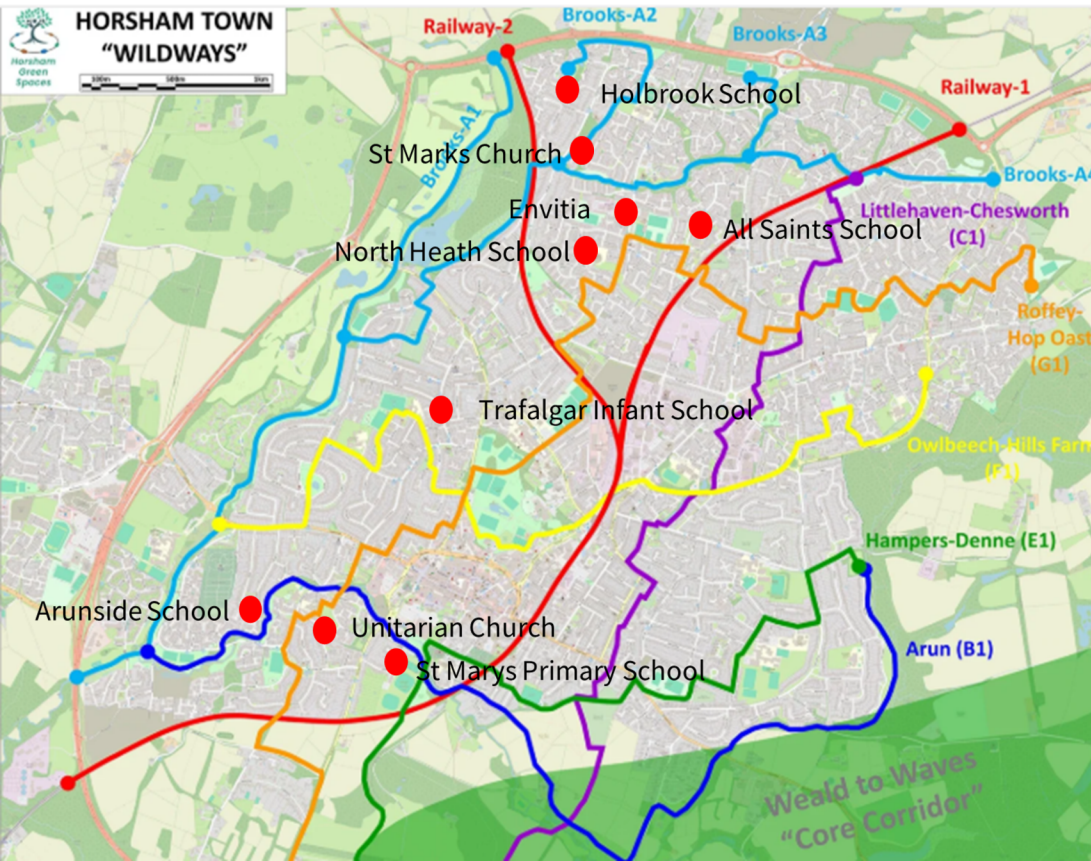 HORSHAM TOWN
“WILDWAYS”
Horsham
Green
Spaces
100m 500m 1km
Railway-2
Brooks-A2
Brooks-A3
Railway-1
Holbrook School
Brooks-A1
St Marks Church
Brooks-A4
Envitia
Littlehaven-Chesworth
(C1)
All Saints School
North Heath School
Roffey-
Hop Oast
(G1)
Trafalgar Infant School
Owlbeech-Hills Farm
(F1)
Hampers-Denne (E1)
Arunside School
Unitarian Church
Arun (B1)
St Marys Primary School
Weald to Waves
“Core Corridor”